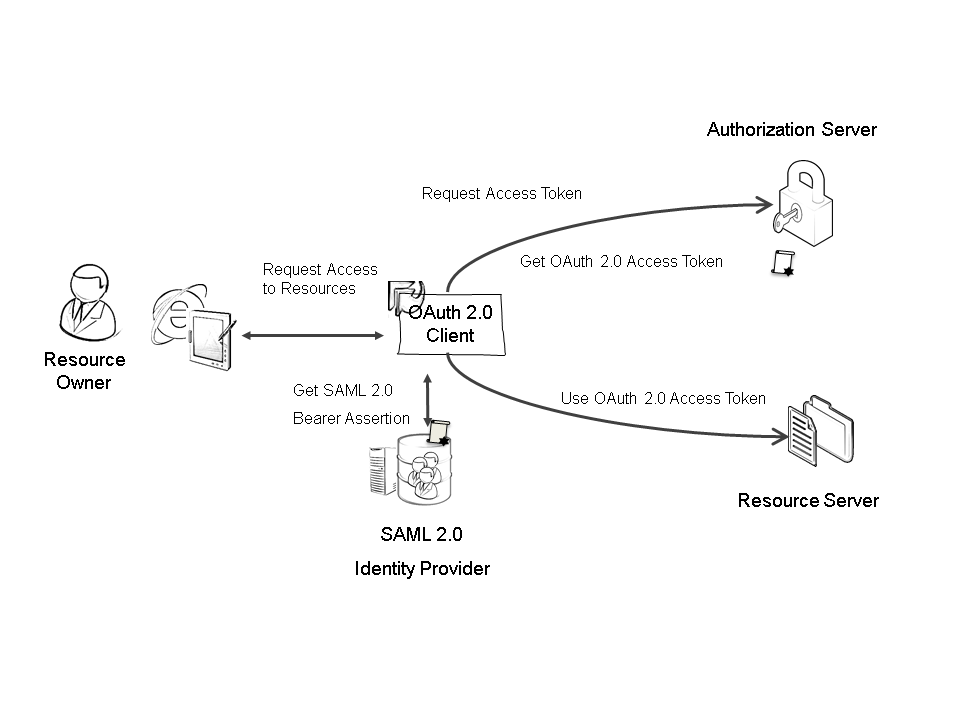 Authorization Server
Request Access Token
Get OAuth 2.0 Access Token
Request Access
to Resources
OAuth 2.0
Client
Resource
Owner
Get SAML 2.0
Bearer Assertion
Use OAuth 2.0 Access Token
Resource Server
SAML 2.0
Identity Provider